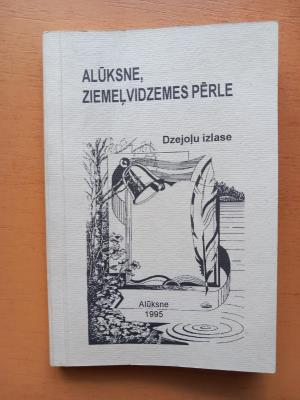 ALŪKSNE,
ZIEMEĻVIDZEMES PĒRLE
Dzejoļu izlase
Alūksne
1995